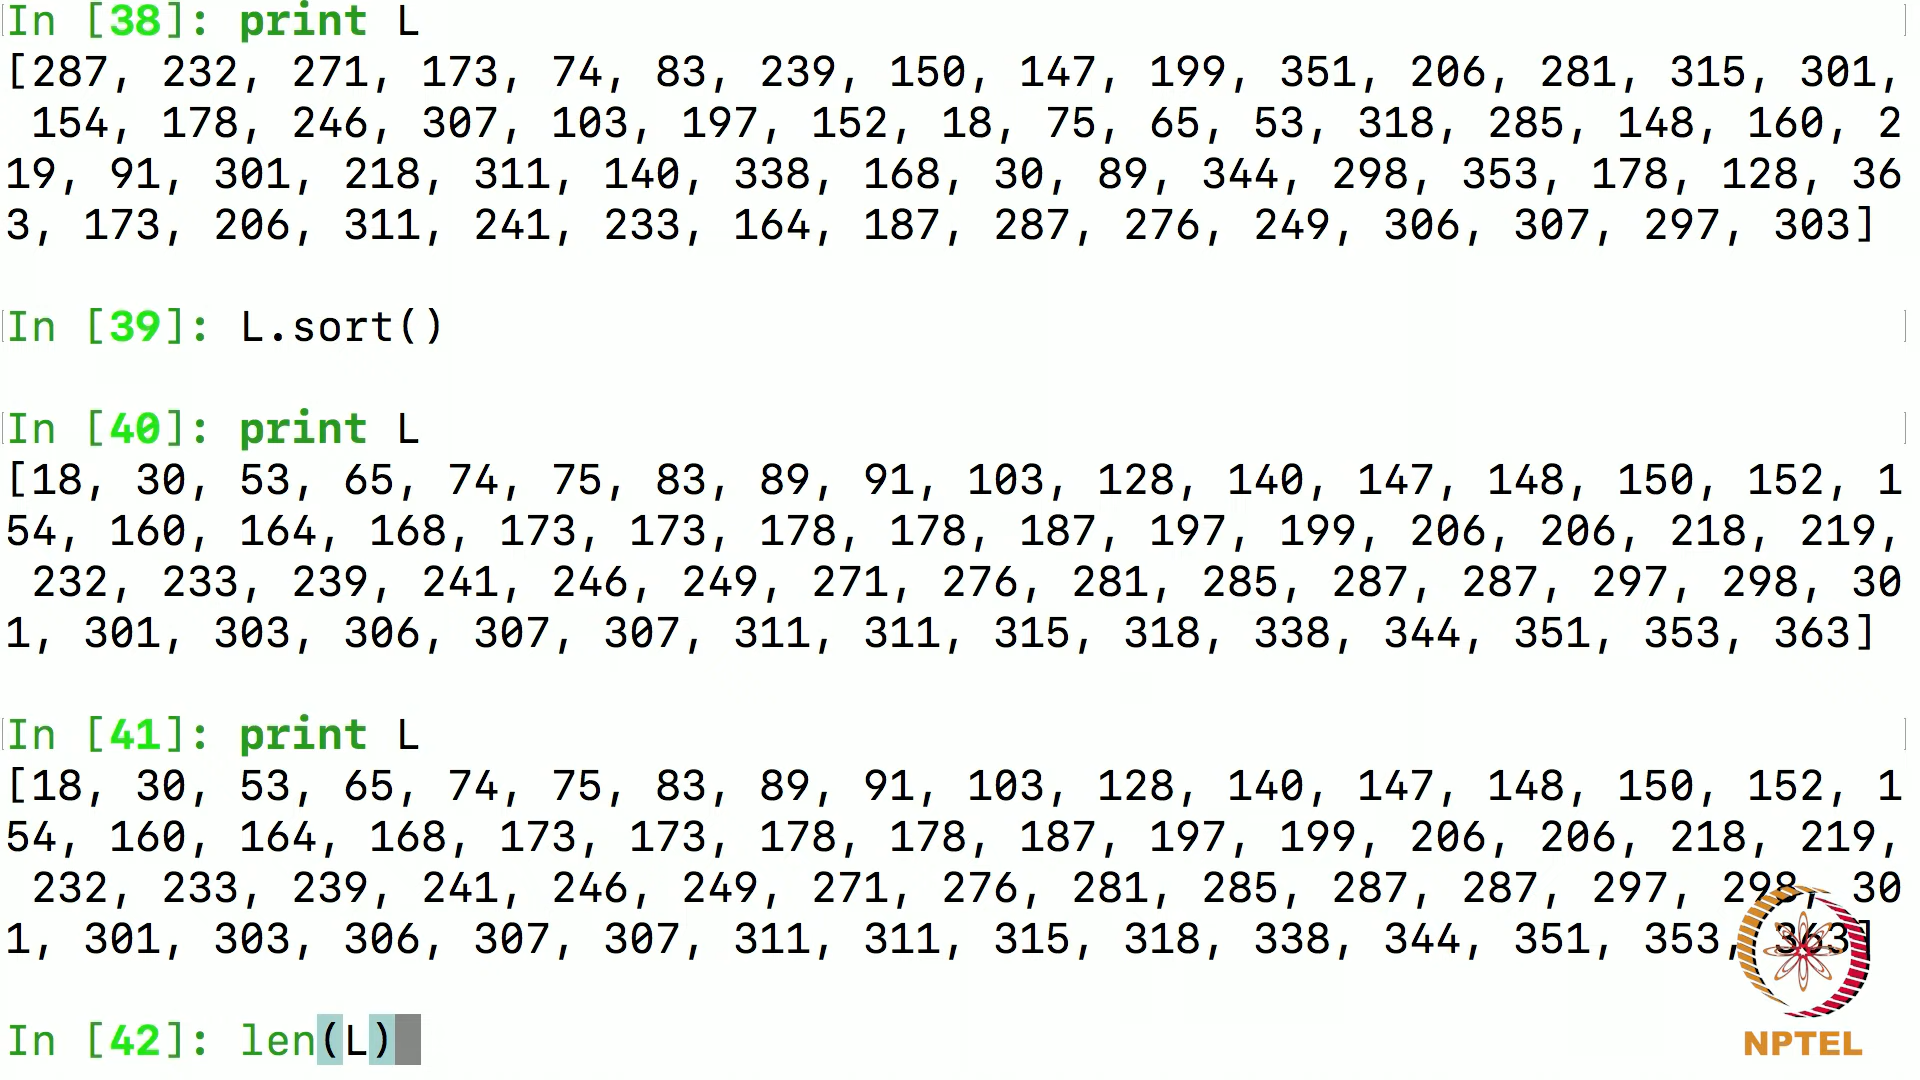 In [38]: print L
[287, 232, 271, 173, 74, 83, 239, 150, 147, 199, 351, 206, 281, 315, 301,
154, 178, 246, 307, 103, 197, 152, 18, 75, 65, 53, 318, 285, 148, 160, 2
19, 91, 301, 218, 311, 140, 338, 168, 30, 89, 344, 298, 353, 178, 128, 36
3, 173, 206, 311, 241, 233, 164, 187, 287, 276, 249, 306, 307, 297, 303]
In [39]: L.sort()
In [40]: print L
[18, 30, 53, 65, 74, 75, 83, 89, 91, 103, 128, 140, 147, 148, 150, 152, 1
54, 160, 164, 168, 173, 173, 178, 178, 187, 197, 199, 206, 206, 218, 219,
232, 233, 239, 241, 246, 249, 271, 276, 281, 285, 287, 287, 297, 298, 30
1, 301, 303, 306, 307, 307, 311, 311, 315, 318, 338, 344, 351, 353, 363]
In [41]: print L
[18, 30, 53, 65, 74, 75, 83, 89, 91, 103, 128, 140, 147, 148, 150, 152, 1
54, 160, 164, 168, 173, 173, 178, 178, 187, 197, 199, 206, 206, 218, 219,
232, 233, 239, 241, 246, 249, 271, 276, 281, 285, 287, 287, 297, 298, 30
1, 301, 303, 306, 307, 307, 311, 311, 315, 318, 338, 344, 351, 353, 363]
In [42]: len(L)
NPTEL